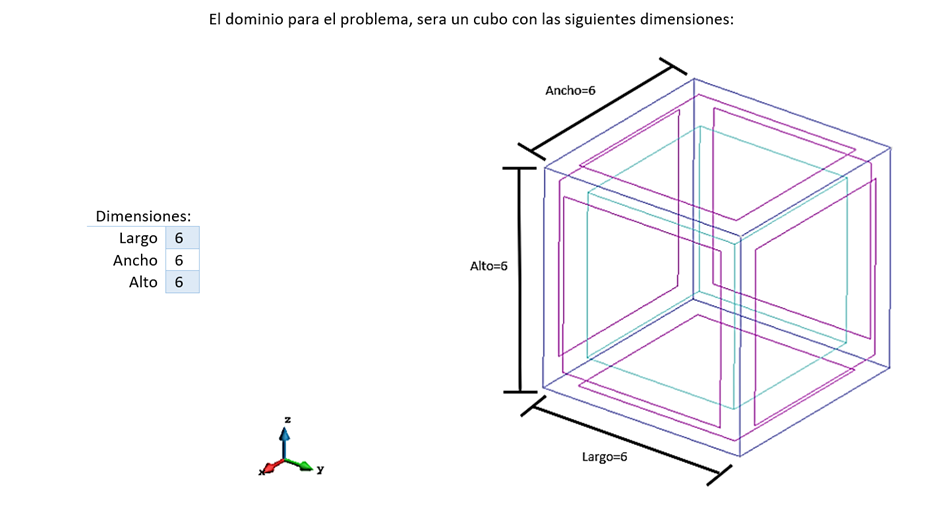 El dominio para el problema, sera un cubo con las siguientes dimensiones:
Ancho=6
Dimensiones:
Largo 6
Ancho 6
Alto 6
Alto=6
Largo=6
z
x
y